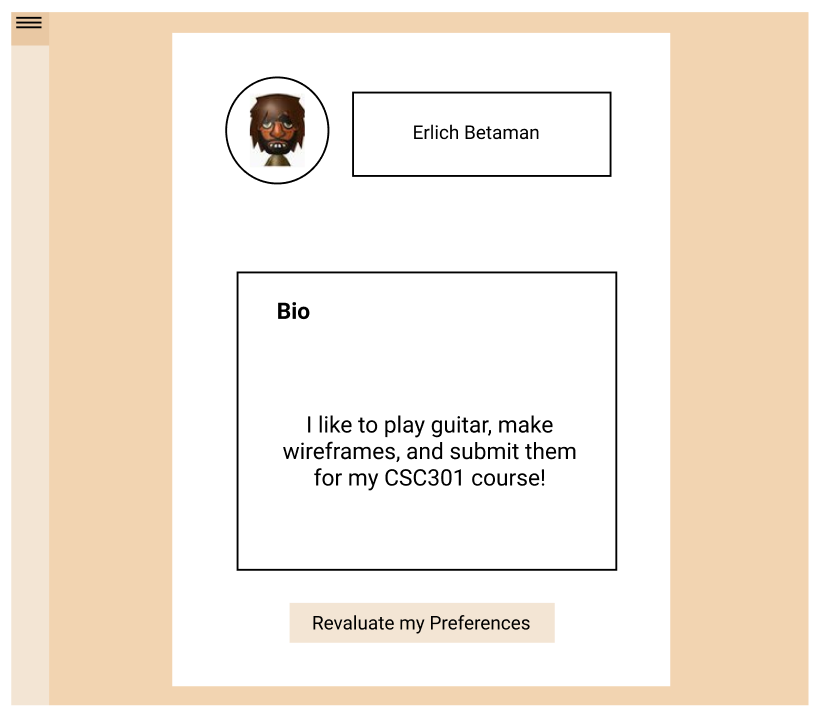 Erlich Betaman
Bio
I like to play guitar, make
wireframes, and submit them
for my CSC301 course!
Revaluate my Preferences